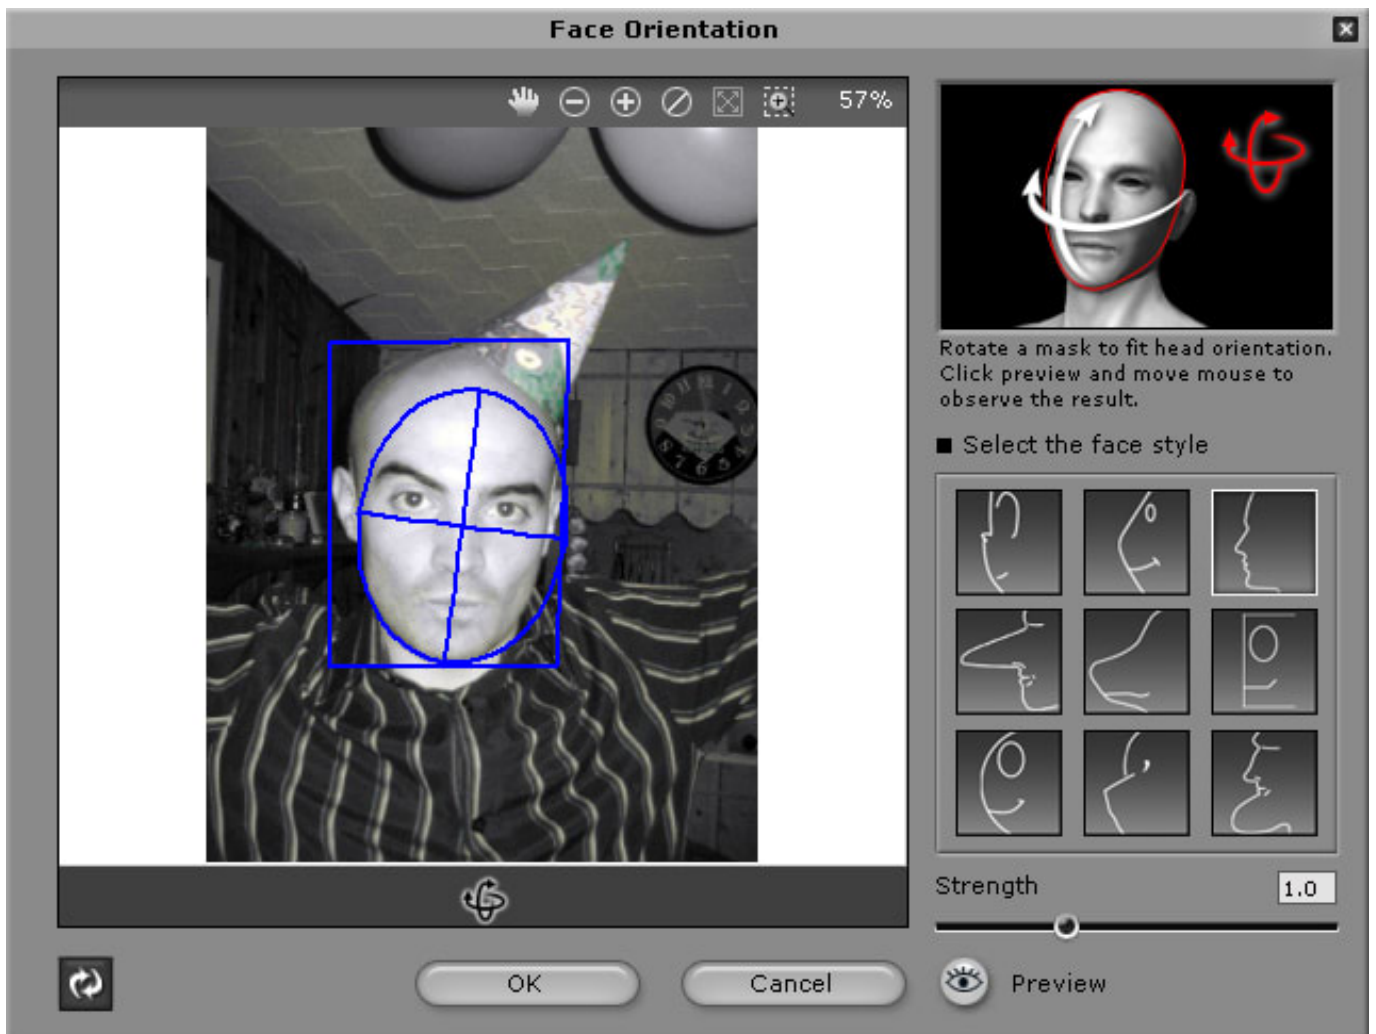 Face Orientation
57%
Rotate a mask to fit head orientation.
Click preview and move mouse to
observe the result.
Select the face style
Strength
1.0
OK
Cancel
Preview